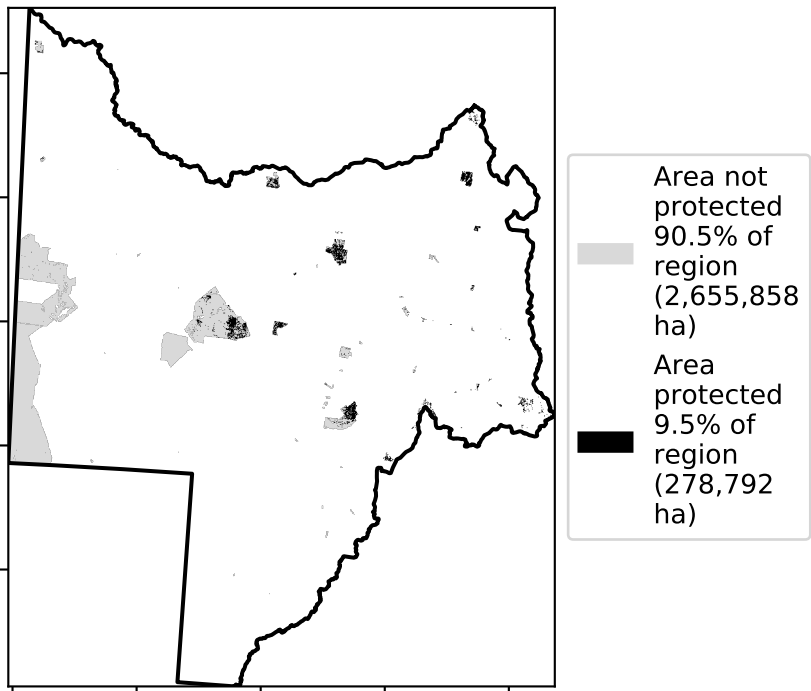 Area not
protected
90.5% of
region
(2,655,858
ha)
Area
protected
9.5% of
region
(278,792
ha)